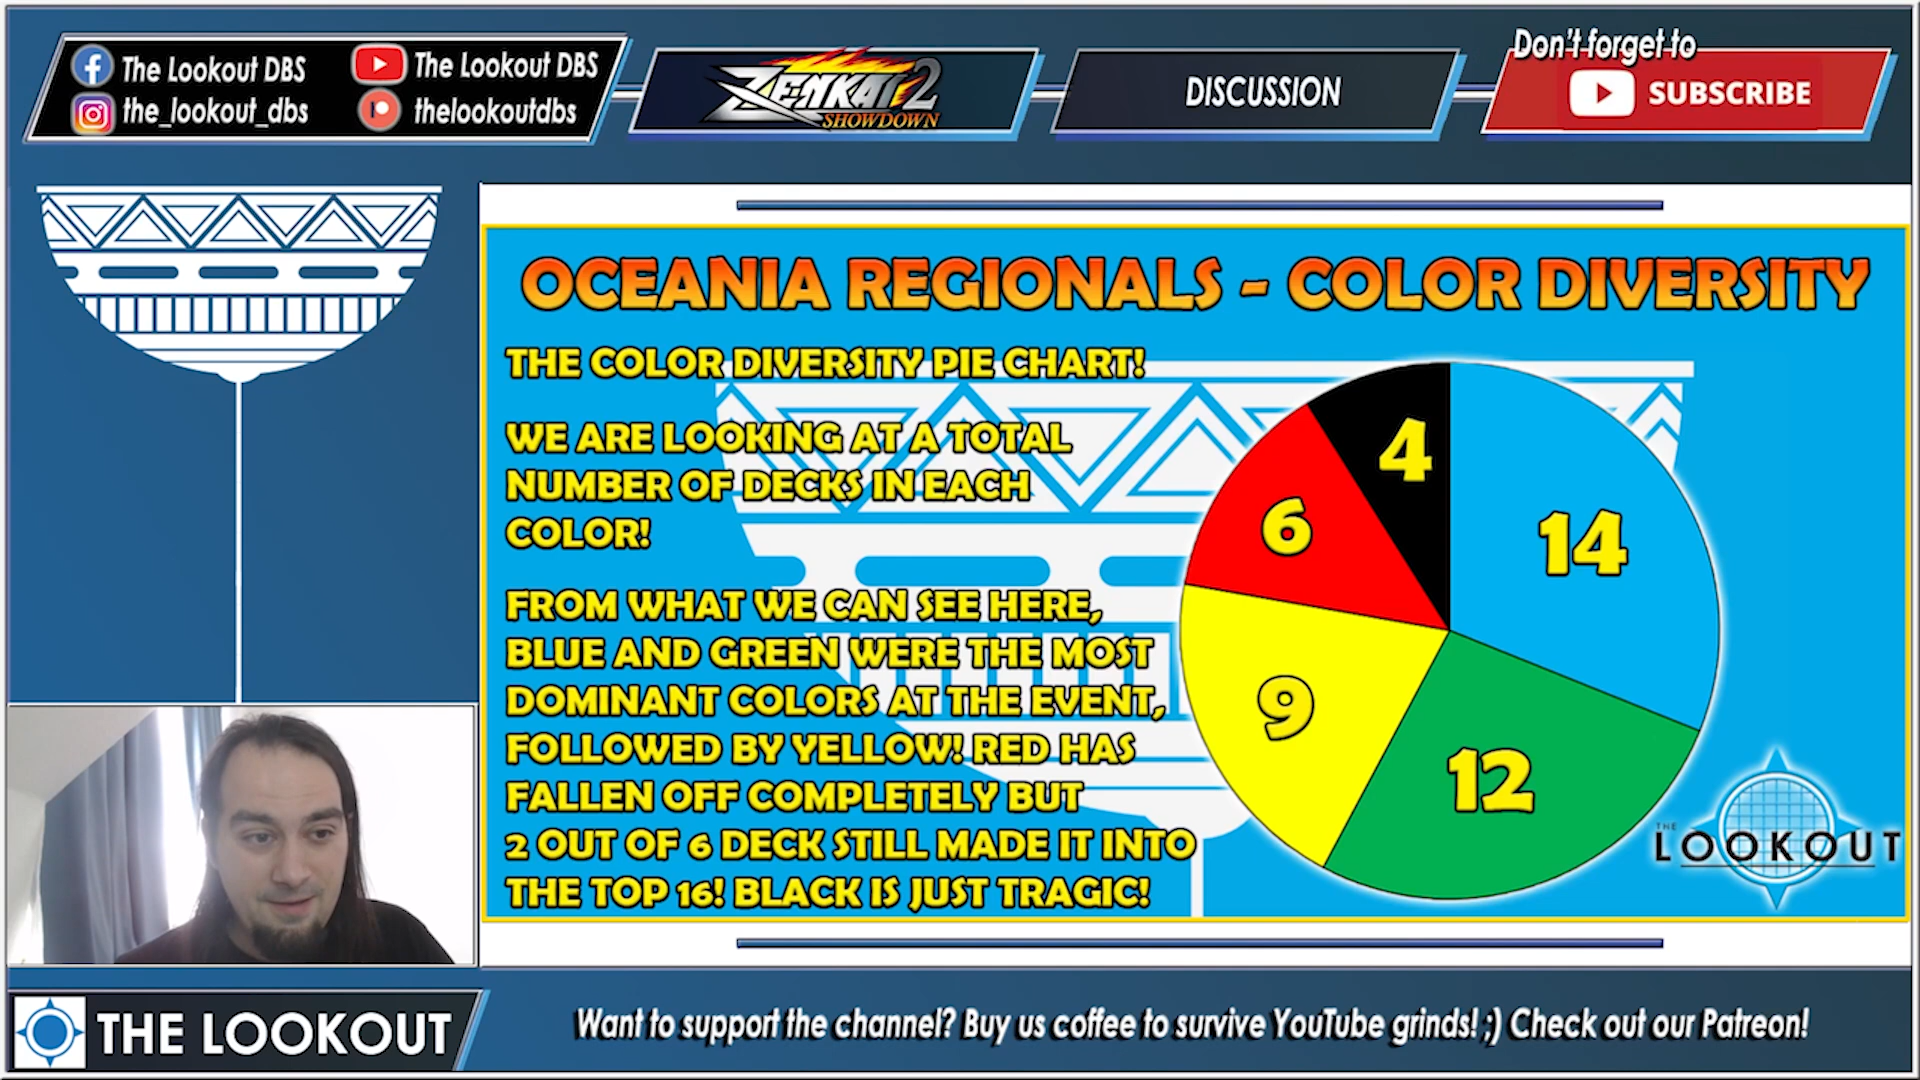 The Lookout DBS
The Lookout DBS
the_lookout_dbs
thelookoutdbs
ZENKAI 2
SHOWDOWN
DISCUSSION
Don't forget to
SUBSCRIBE
OCEANIA REGIONALS - COLOR DIVERSITY
THE COLOR DIVERSITY PIE CHART!
WE ARE LOOKING AT A TOTAL
NUMBER OF DECKS IN EACH
COLOR!
FROM WHAT WE CAN SEE HERE,
BLUE AND GREEN WERE THE MOST
DOMINANT COLORS AT THE EVENT,
FOLLOWED BY YELLOW! RED HAS
FALLEN OFF COMPLETELY BUT
2 OUT OF 6 DECK STILL MADE IT INTO
THE TOP 16! BLACK IS JUST TRAGIC!
4
14
6
9
12
THE
LOOKOUT
THE LOOKOUT
Want to support the channel? Buy us coffee to survive YouTube grinds! ;) Check out our Patreon!